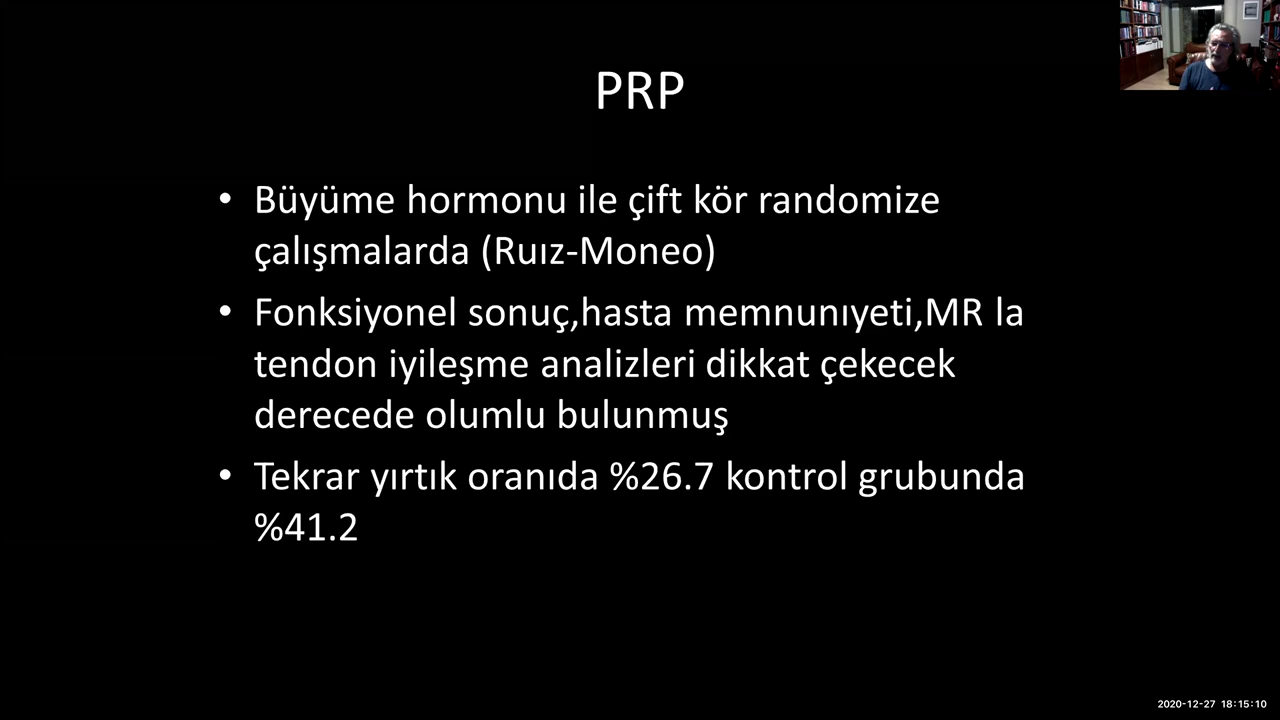 PRP
• Büyüme hormonu ile çift kör randomize
çalışmalarda (Ruız-Moneo)
• Fonksiyonel sonuç,hasta memnunıyeti,MR la
tendon iyileşme analizleri dikkat çekecek
derecede olumlu bulunmuş
• Tekrar yırtık oranıda %26.7 kontrol grubunda
%41.2
2020-12-27 18:15:10